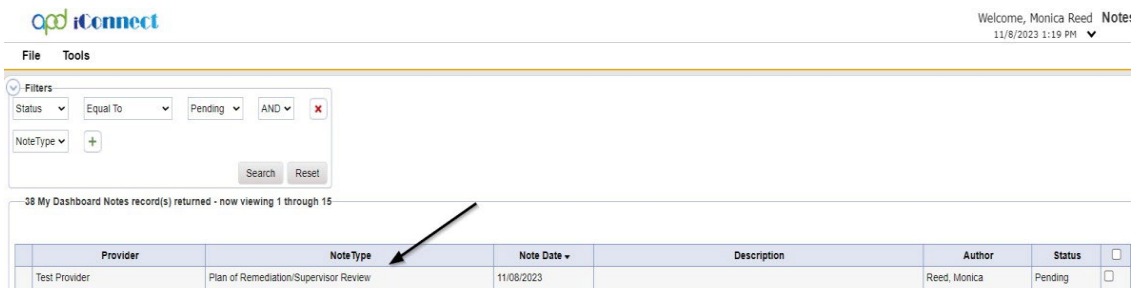 apd iConnect
Welcome, Monica Reed Notes
11/8/2023 1:19 PM
File Tools
Filters
Status Equal To Pending AND
NoteType
Search Reset
38 My Dashboard Notes record(s) returned - now viewing 1 through 15
Provider NoteType Note Date Description Author Status
Test Provider Plan of Remediation/Supervisor Review 11/08/2023 Reed, Monica Pending